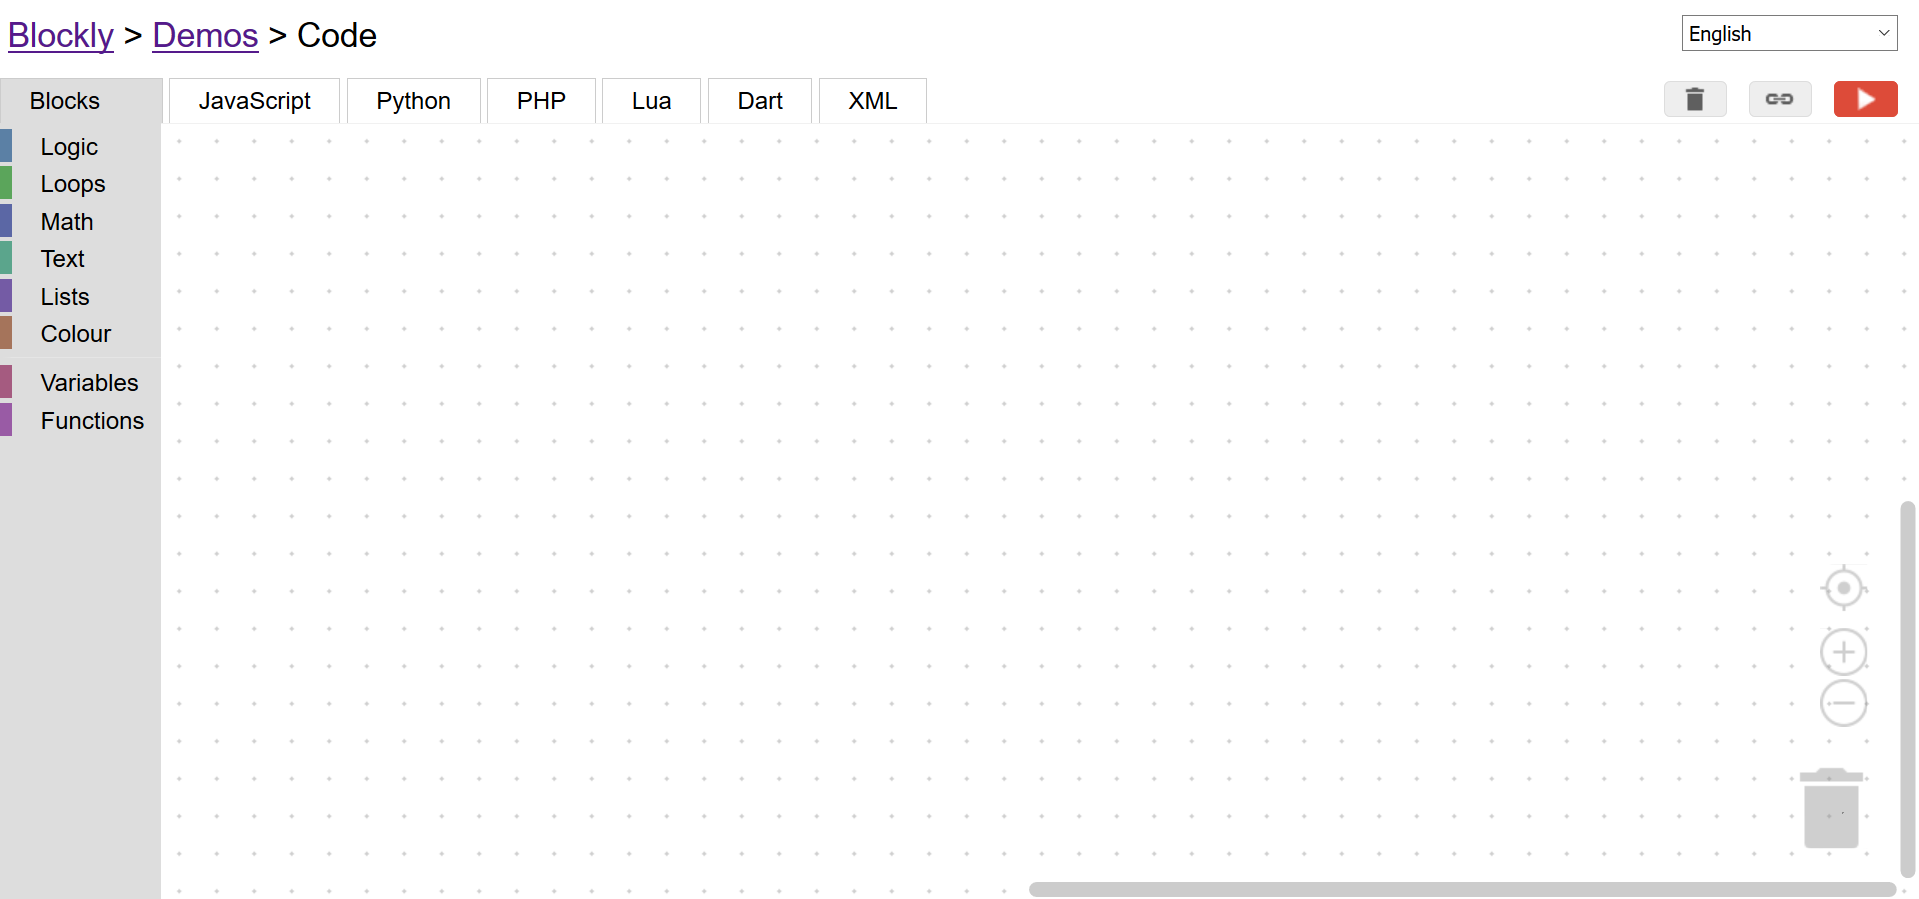 Blockly > Demos > Code
English
Blocks JavaScript Python PHP Lua Dart XML
Logic
Loops
Math
Text
Lists
Colour
Variables
Functions